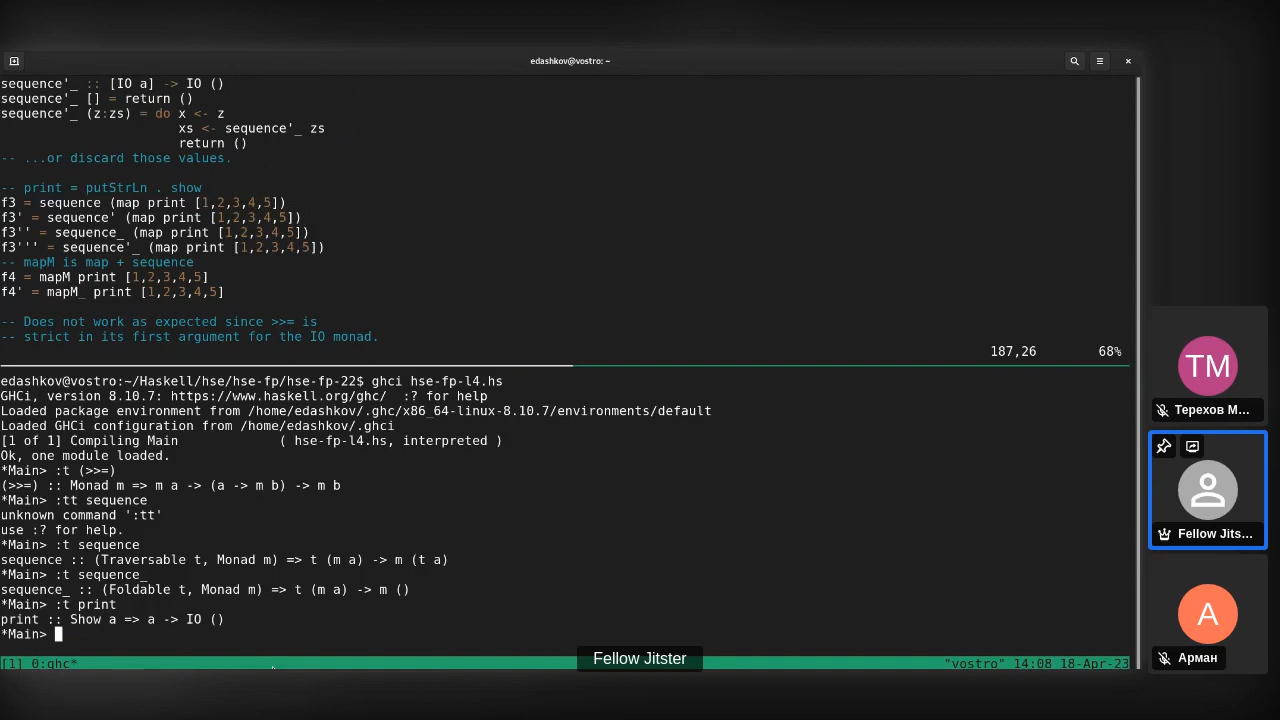 edashkov@vostro: ~
sequence'_ :: [IO a] -> IO ()
sequence'_ [] = return ()
sequence'_ (z:zs) = do x <- z
                       xs <- sequence'_ zs
                       return ()
-- ...or discard those values.
-- print = putStrLn . show
f3 = sequence (map print [1,2,3,4,5])
f3' = sequence' (map print [1,2,3,4,5])
f3'' = sequence_ (map print [1,2,3,4,5])
f3''' = sequence'_ (map print [1,2,3,4,5])
-- mapM is map + sequence
f4 = mapM print [1,2,3,4,5]
f4' = mapM_ print [1,2,3,4,5]
-- Does not work as expected since >>= is
-- strict in its first argument for the IO monad.
187,26 68%
edashkov@vostro:~/Haskell/hse/hse-fp/hse-fp-22$ ghci hse-fp-l4.hs
GHCi, version 8.10.7: https://www.haskell.org/ghc/  :? for help
Loaded package environment from /home/edashkov/.ghc/x86_64-linux-8.10.7/environments/default
Loaded GHCi configuration from /home/edashkov/.ghci
[1 of 1] Compiling Main             ( hse-fp-l4.hs, interpreted )
Ok, one module loaded.
*Main> :t (>>=)
(>>=) :: Monad m => m a -> (a -> m b) -> m b
*Main> :tt sequence
unknown command ':tt'
use :? for help.
*Main> :t sequence
sequence :: (Traversable t, Monad m) => t (m a) -> m (t a)
*Main> :t sequence_
sequence_ :: (Foldable t, Monad m) => t (m a) -> m ()
*Main> :t print
print :: Show a => a -> IO ()
*Main>
[1] 0:ghc* "vostro" 14:08 18-Apr-23
Fellow Jitster
TM
Терехов М...
Fellow Jits...
А
Арман